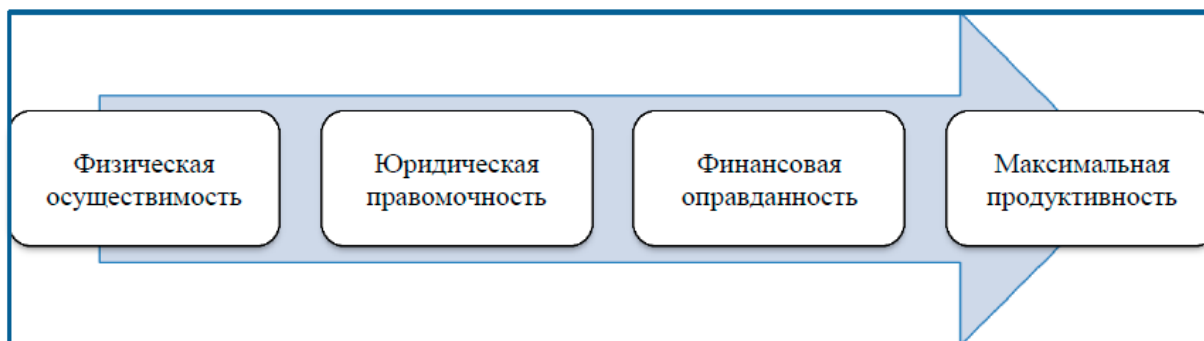 Физическая
осуществимость
Юридическая
правомочность
Финансовая
оправданность
Максимальная
продуктивность